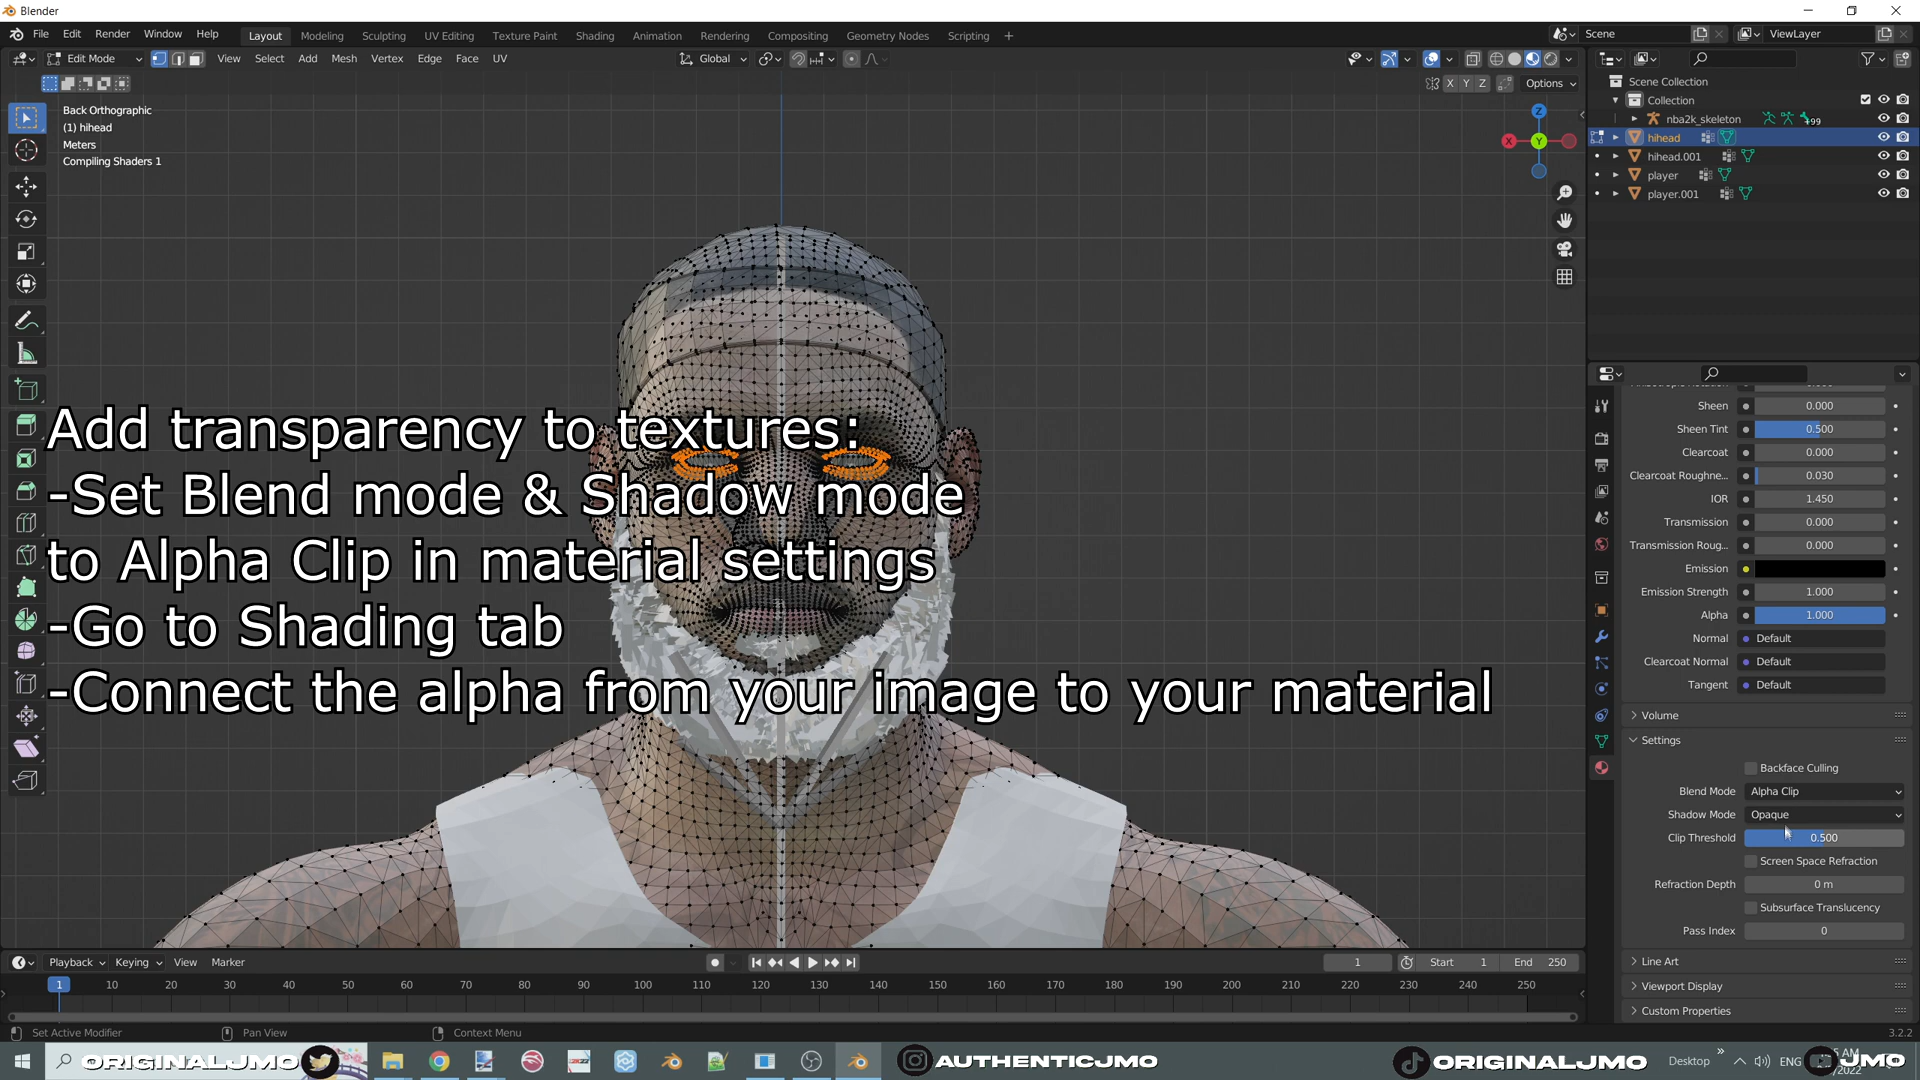 Blender
File Edit Render Window Help Layout Modeling Sculpting UV Editing Texture Paint Shading Animation Rendering Compositing Geometry Nodes Scripting + Scene ViewLayer
Edit Mode View Select Add Mesh Vertex Edge Face UV Global
X Y Z Options
Back Orthographic
(1) hihead
Meters
Compiling Shaders 1
Z
X
Y
Scene Collection
Collection
nba2k_skeleton +99
hihead
hihead.001
player
player.001
Add transparency to textures:
-Set Blend mode & Shadow mode
to Alpha Clip in material settings
-Go to Shading tab
-Connect the alpha from your image to your material
Sheen 0.000
Sheen Tint 0.500
Clearcoat 0.000
Clearcoat Roughne... 0.030
IOR 1.450
Transmission 0.000
Transmission Roug... 0.000
Emission
Emission Strength 1.000
Alpha 1.000
Normal Default
Clearcoat Normal Default
Tangent Default
Volume
Settings
Backface Culling
Blend Mode Alpha Clip
Shadow Mode Opaque
Clip Threshold 0.500
Screen Space Refraction
Refraction Depth 0 m
Subsurface Translucency
Pass Index 0
Line Art
Viewport Display
Custom Properties
Playback Keying View Marker 1 Start 1 End 250
1 10 20 30 40 50 60 70 80 90 100 110 120 130 140 150 160 170 180 190 200 210 220 230 240 250
Set Active Modifier Pan View Context Menu 3.2.2
ORIGINALJMO AUTHENTICJMO ORIGINALJMO Desktop ENG JMO